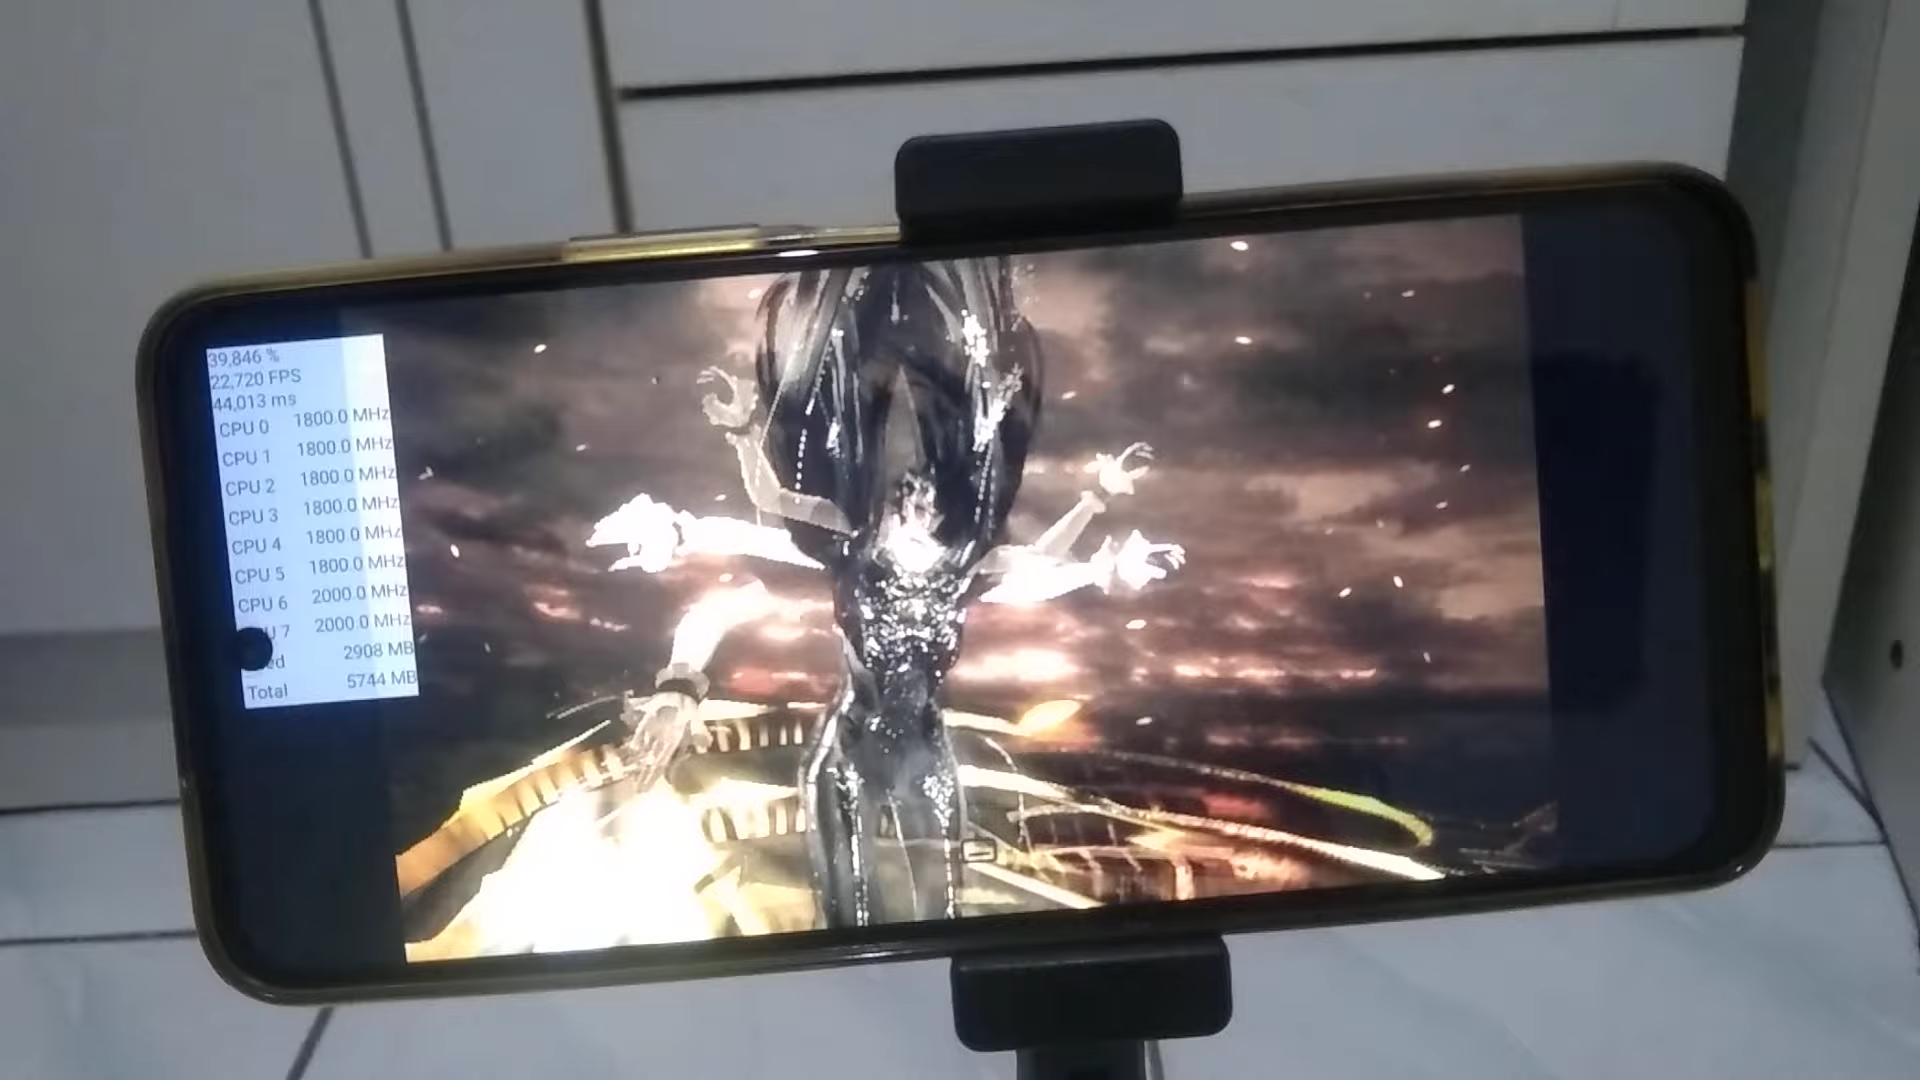 39,846 %
22,720 FPS
44,013 ms
CPU 0 1800.0 MHz
CPU 1 1800.0 MHz
CPU 2 1800.0 MHz
CPU 3 1800.0 MHz
CPU 4 1800.0 MHz
CPU 5 1800.0 MHz
CPU 6 2000.0 MHz
7 2000.0 MHz
2908 MB
Total 5744 MB